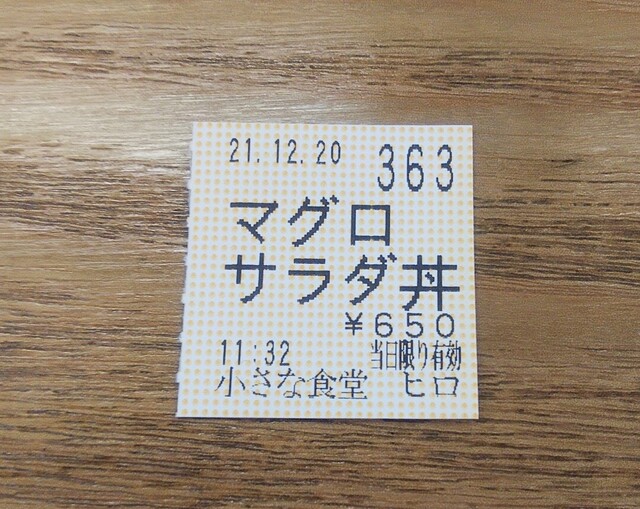 21.12.20 363
マグロ
サラダ丼
¥650
11:32 当日限り有効
小さな食堂 ヒロ